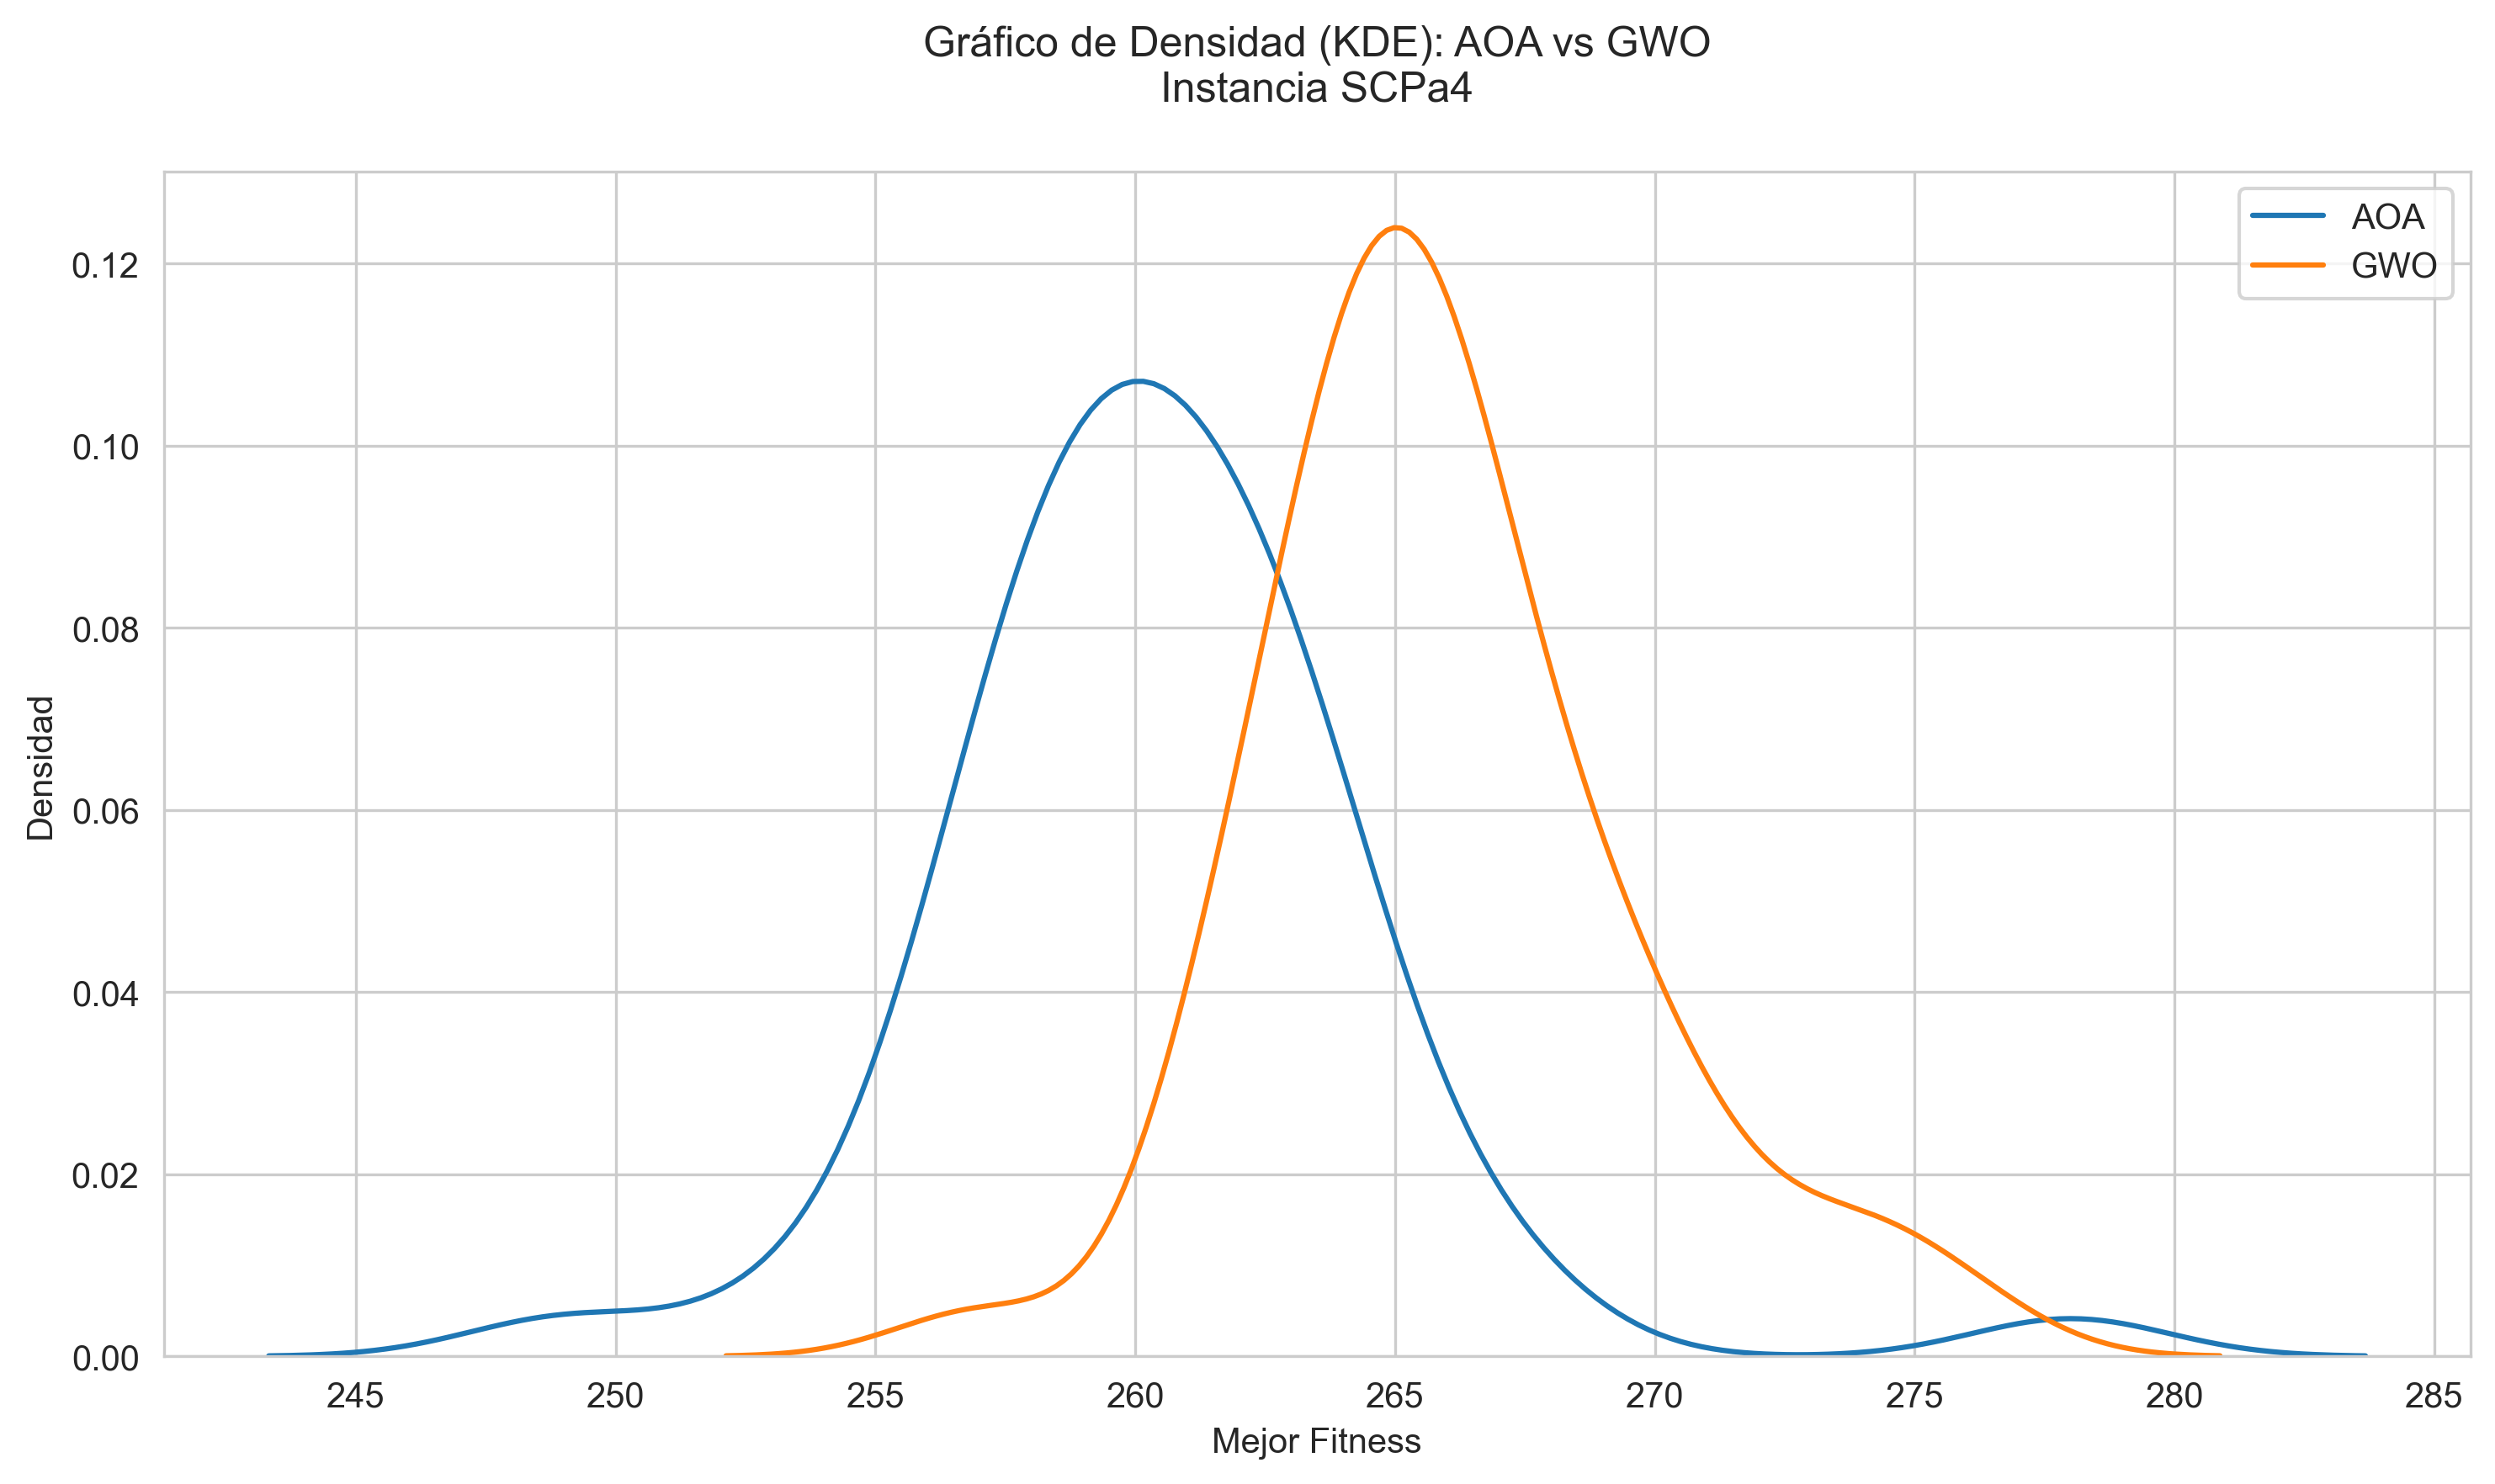 Gráfico de Densidad (KDE): AOA vs GWO
Instancia SCPa4
AOA
GWO
0.12
0.10
0.08
0.06
0.04
0.02
0.00
Densidad
245 250 255 260 265 270 275 280 285
Mejor Fitness